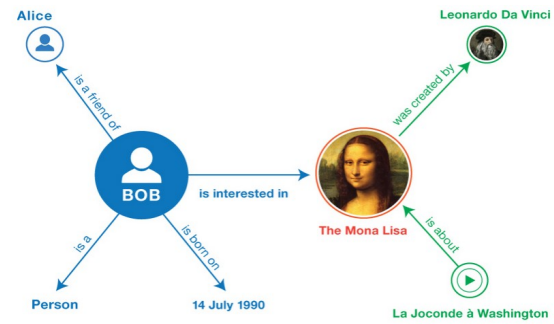 Alice
Leonardo Da Vinci
is a friend of
was created by
BOB
is interested in
The Mona Lisa
is a
is born on
is about
Person
14 July 1990
La Joconde à Washington